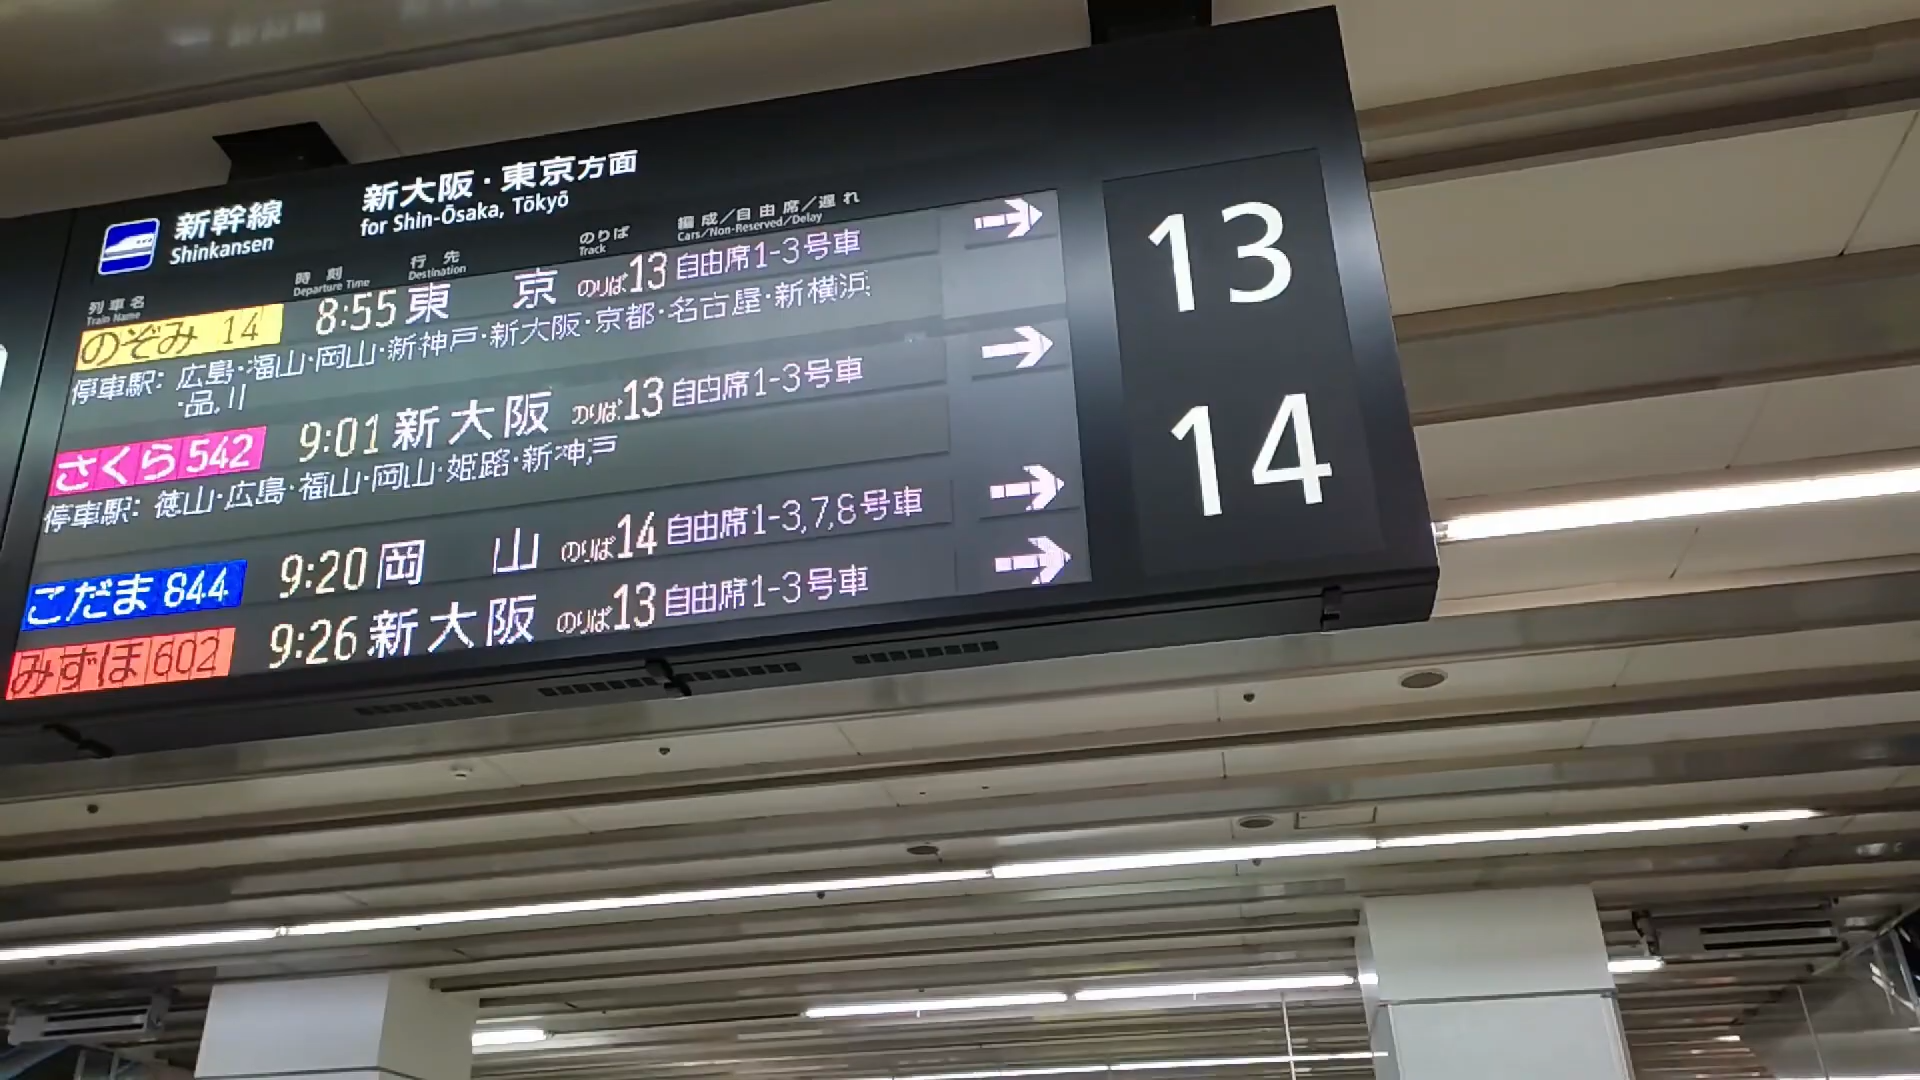 新幹線 新大阪・東京方面
Shinkansen for Shin-Ōsaka, Tōkyō
列車名 時刻 行先 のりば 編成/自由席/遅れ
Train Name Departure Time Destination Track Cars/Non-Reserved/Delay
のぞみ 14 8:55 東京 のりば13 自由席1-3号車
停車駅: 広島・福山・岡山・新神戸・新大阪・京都・名古屋・新横浜
・品川
さくら 542 9:01 新大阪 のりば13 自由席1-3号車
停車駅: 徳山・広島・福山・岡山・姫路・新神戸
こだま 844 9:20 岡山 のりば14 自由席1-3,7,8号車
みずほ 602 9:26 新大阪 のりば13 自由席1-3号車
13
14